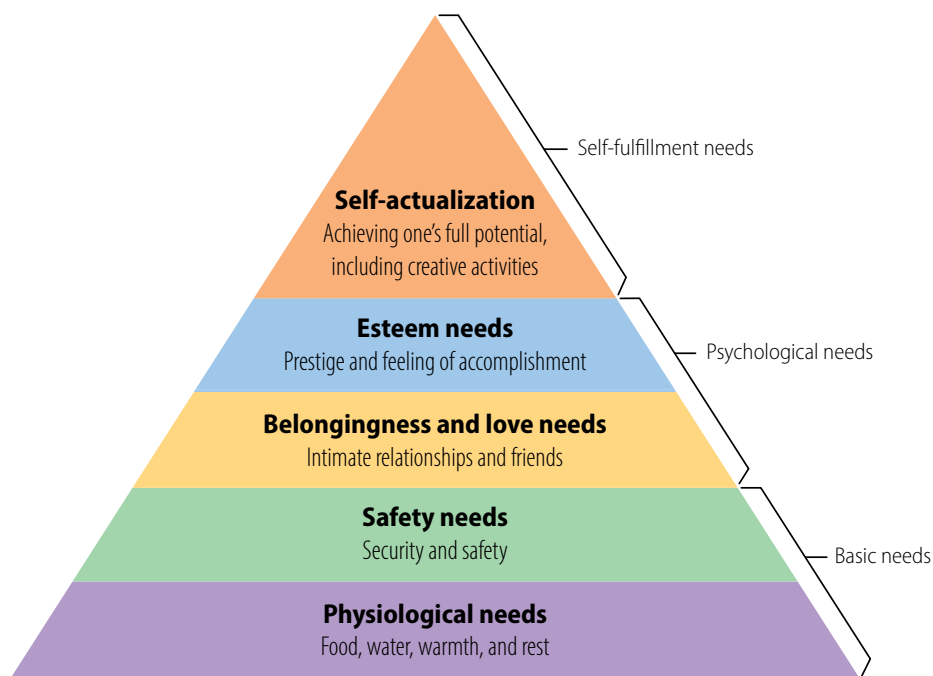 Self-fulfillment needs
Self-actualization
Achieving one’s full potential,
including creative activities
Esteem needs
Prestige and feeling of accomplishment
Psychological needs
Belongingness and love needs
Intimate relationships and friends
Safety needs
Security and safety
Basic needs
Physiological needs
Food, water, warmth, and rest